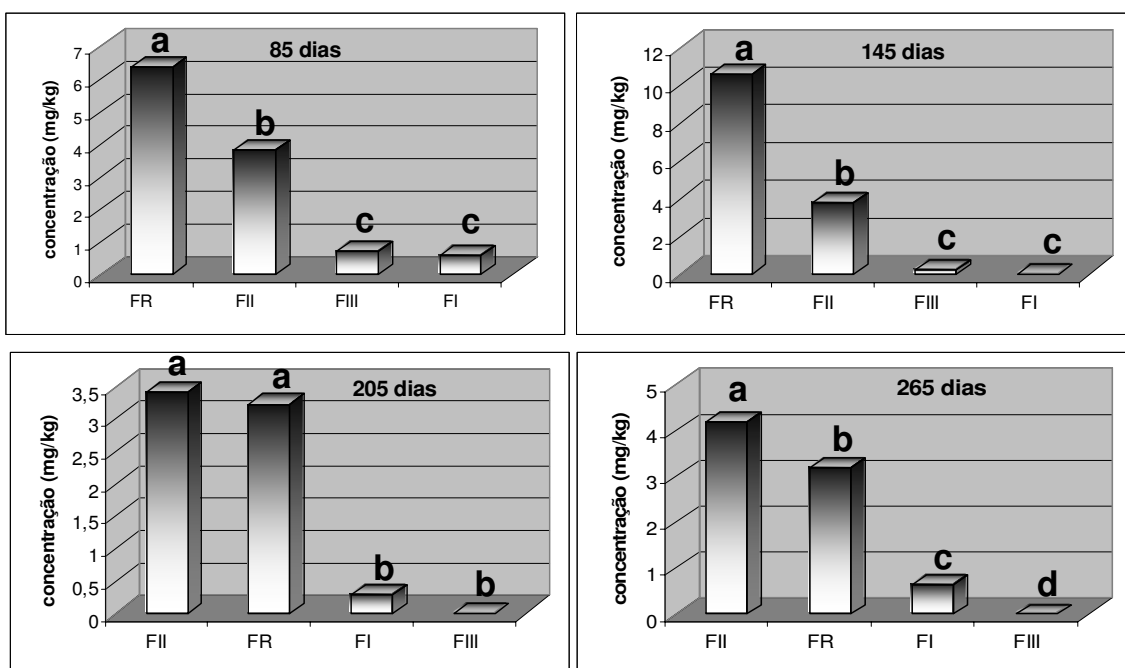 85 dias
concentração (mg/kg)
7
6
5
4
3
2
1
0
a
b
c
c
FR FII FIII FI
145 dias
concentração (mg/kg)
12
10
8
6
4
2
0
a
b
c
c
FR FII FIII FI
205 dias
concentração (mg/kg)
3,5
3
2,5
2
1,5
1
0,5
0
a
a
b
b
FII FR FI FIII
265 dias
concentração (mg/kg)
5
4
3
2
1
0
a
b
c
d
FII FR FI FIII